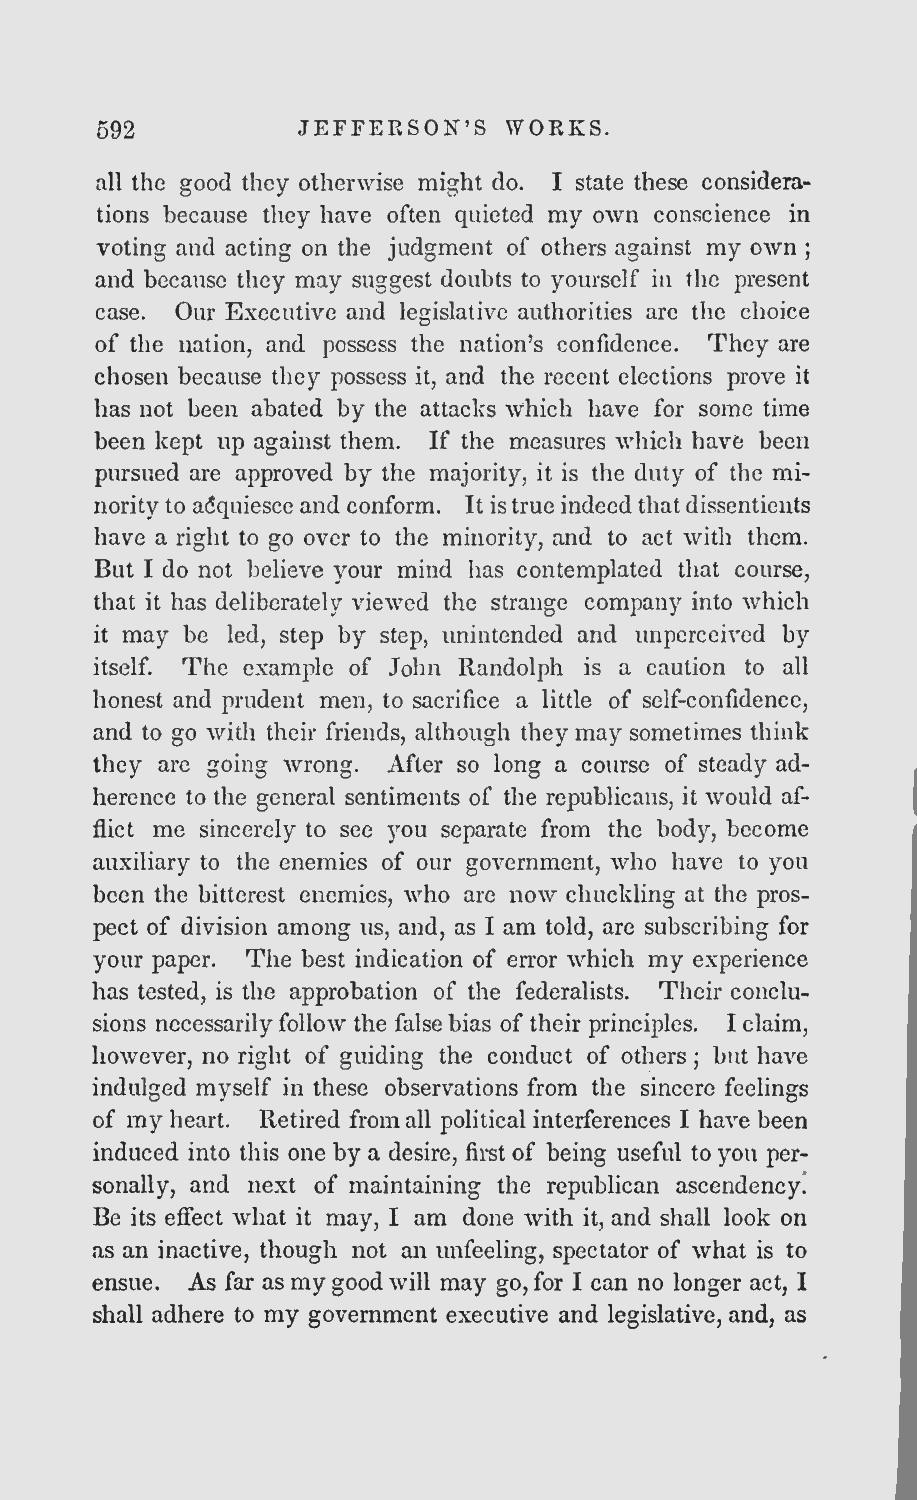 592 JEFFERSON'S WORKS.
all the good they otherwise might do. I state these considera-
tions because they have often quieted my own conscience in
voting and acting on the judgment of others against my own ;
and because they may suggest doubts to yourself in the present
case. Our Executive and legislative authorities are the choice
of the nation, and possess the nation's confidence. They are
chosen because they possess it, and the recent elections prove it
has not been abated by the attacks which have for some time
been kept up against them. If the measures which have been
pursued are approved by the majority, it is the duty of the mi-
nority to acquiesce and conform. It is true indeed that dissentients
have a right to go over to the minority, and to act with them.
But I do not believe your mind has contemplated that course,
that it has deliberately viewed the strange company into which
it may be led, step by step, unintended and unperceived by
itself. The example of John Randolph is a caution to all
honest and prudent men, to sacrifice a little of self-confidence,
and to go with their friends, although they may sometimes think
they are going wrong. After so long a course of steady ad-
herence to the general sentiments of the republicans, it would af-
flict me sincerely to see you separate from the body, become
auxiliary to the enemies of our government, who have to you
been the bitterest enemies, who are now chuckling at the pros-
pect of division among us, and, as I am told, are subscribing for
your paper. The best indication of error which my experience
has tested, is the approbation of the federalists. Their conclu-
sions necessarily follow the false bias of their principles. I claim,
however, no right of guiding the conduct of others ; but have
indulged myself in these observations from the sincere feelings
of my heart. Retired from all political interferences I have been
induced into this one by a desire, first of being useful to you per-
sonally, and next of maintaining the republican ascendency.
Be its effect what it may, I am done with it, and shall look on
as an inactive, though not an unfeeling, spectator of what is to
ensue. As far as my good will may go, for I can no longer act, I
shall adhere to my government executive and legislative, and, as